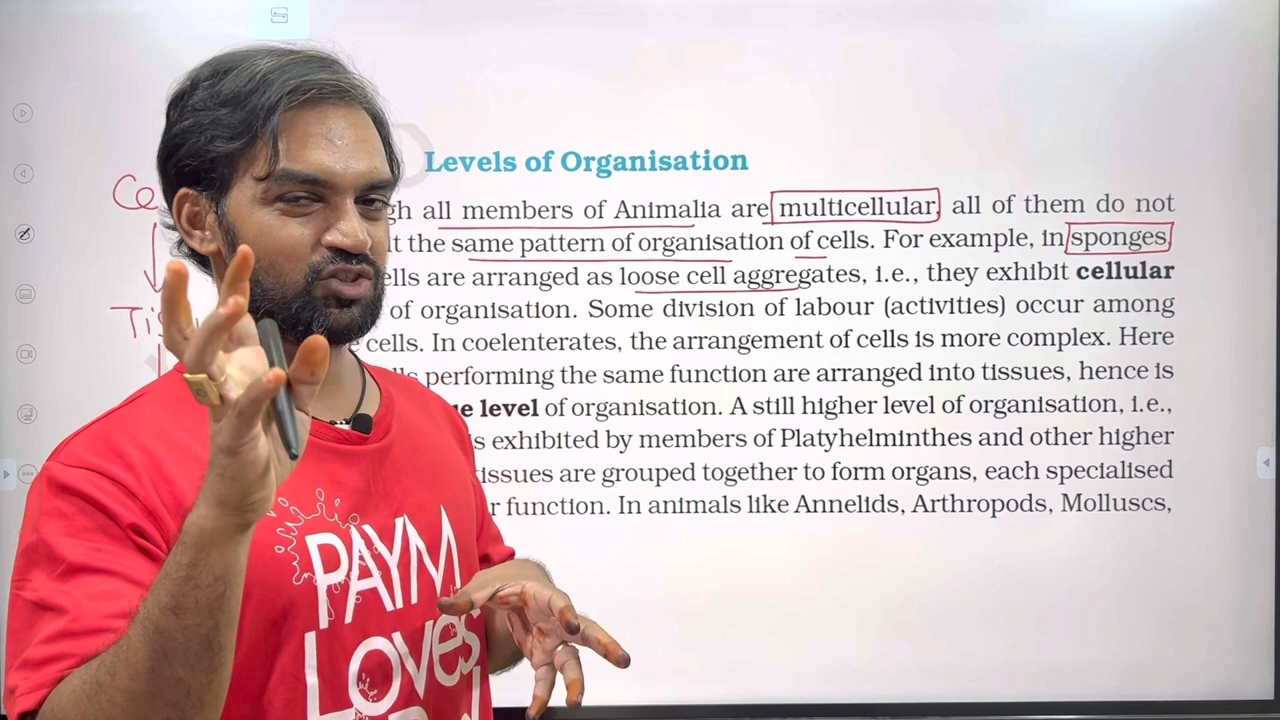 Levels of Organisation
all members of Animalia are multicellular, all of them do not
the same pattern of organisation of cells. For example, in sponges,
are arranged as loose cell aggregates, i.e., they exhibit cellular
of organisation. Some division of labour (activities) occur among
cells. In coelenterates, the arrangement of cells is more complex. Here
performing the same function are arranged into tissues, hence is
level of organisation. A still higher level of organisation, i.e.,
exhibited by members of Platyhelminthes and other higher
tissues are grouped together to form organs, each specialised
function. In animals like Annelids, Arthropods, Molluscs,
PAYM
LOVES